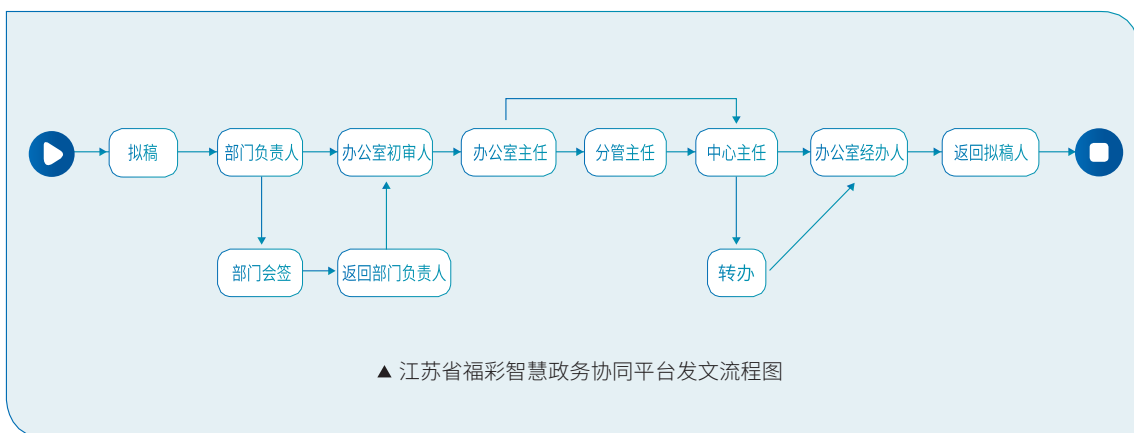 拟稿
部门负责人
办公室初审人
办公室主任
分管主任
中心主任
办公室经办人
返回拟稿人
部门会签
返回部门负责人
转办
▲ 江苏省福彩智慧政务协同平台发文流程图